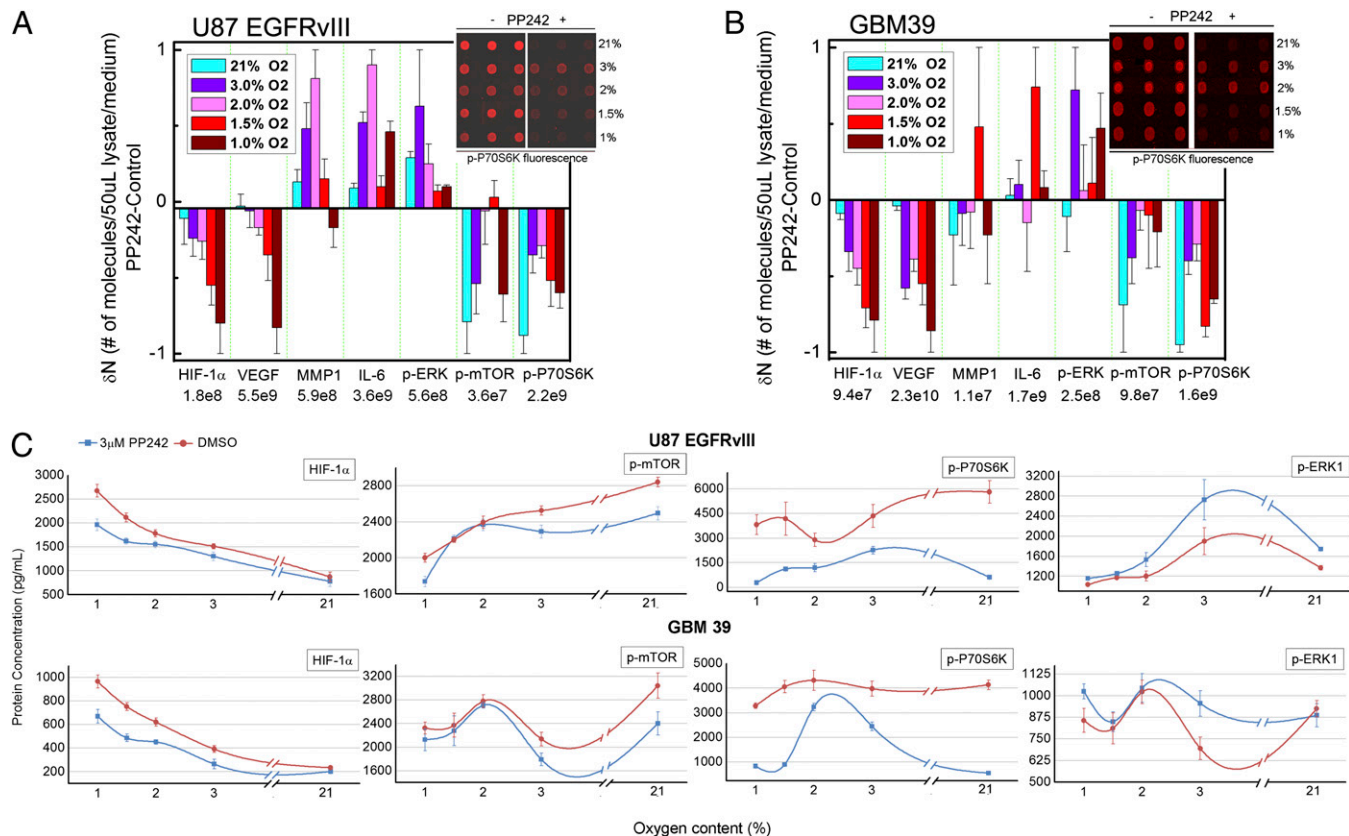 A
U87 EGFRvIII
- PP242 +
21%
3%
2%
1.5%
1%
p-P70S6K fluorescence
21% O2
3.0% O2
2.0% O2
1.5% O2
1.0% O2
1
0
-1
δN (# of molecules/50uL lysate/medium)
PP242-Control
HIF-1α VEGF MMP1 IL-6 p-ERK p-mTOR p-P70S6K
1.8e8 5.5e9 5.9e8 3.6e9 5.6e8 3.6e7 2.2e9
B
GBM39
- PP242 +
21%
3%
2%
1.5%
1%
p-P70S6K fluorescence
21% O2
3.0% O2
2.0% O2
1.5% O2
1.0% O2
1
0
-1
δN (# of molecules/50uL lysate/medium)
PP242-Control
HIF-1α VEGF MMP1 IL-6 p-ERK p-mTOR p-P70S6K
9.4e7 2.3e10 1.1e7 1.7e9 2.5e8 9.8e7 1.6e9
C
3μM PP242 DMSO
U87 EGFRvIII
Protein Concentration (pg/mL)
HIF-1α
3000
2500
2000
1500
1000
500
1 2 3 21
p-mTOR
2800
2400
2000
1600
1 2 3 21
p-P70S6K
6000
4500
3000
1500
0
1 2 3 21
p-ERK1
3200
2800
2400
2000
1600
1200
1 2 3 21
GBM 39
HIF-1α
1000
800
600
400
200
1 2 3 21
p-mTOR
3200
2800
2400
2000
1600
1 2 3 21
p-P70S6K
5000
4000
3000
2000
1000
0
1 2 3 21
p-ERK1
1125
1000
875
750
625
500
1 2 3 21
Oxygen content (%)